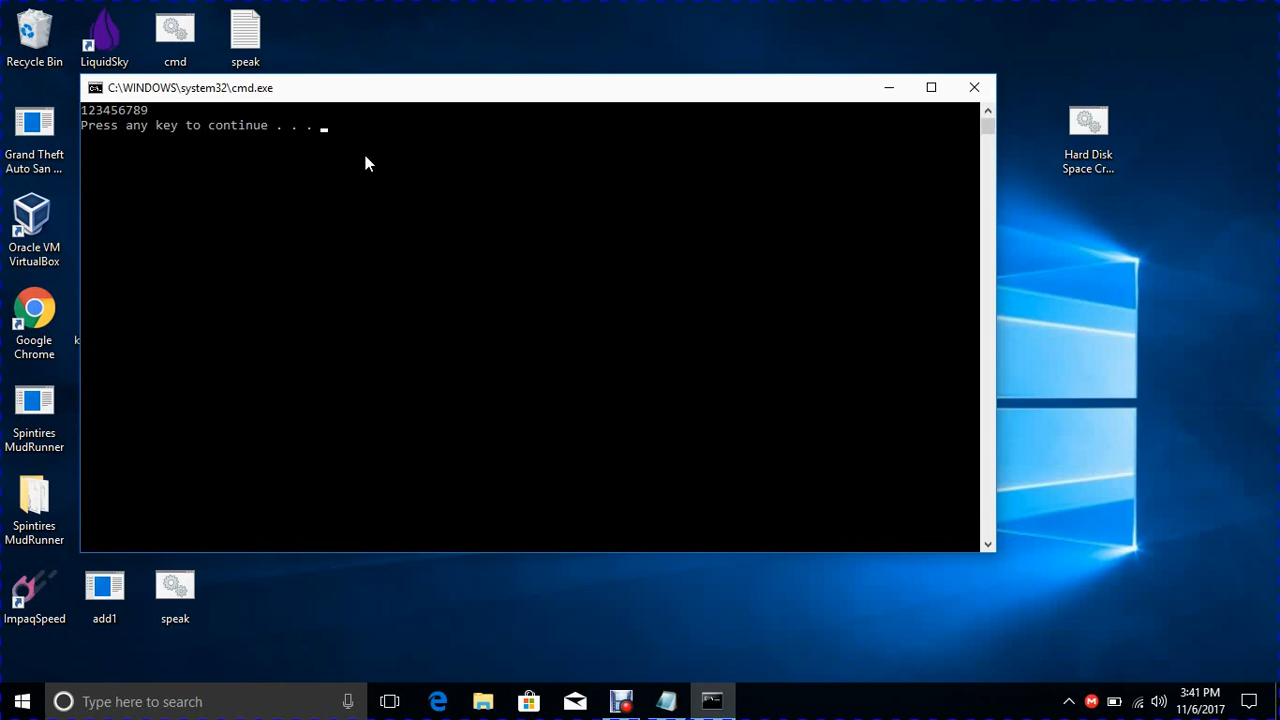 Recycle Bin
LiquidSky
cmd
speak
C:\WINDOWS\system32\cmd.exe
123456789
Press any key to continue . . .
Grand Theft
Auto San ...
Hard Disk
Space Cr...
Oracle VM
VirtualBox
Google
Chrome
k
Spintires
MudRunner
Spintires
MudRunner
ImpaqSpeed
add1
speak
Type here to search
3:41 PM
11/6/2017